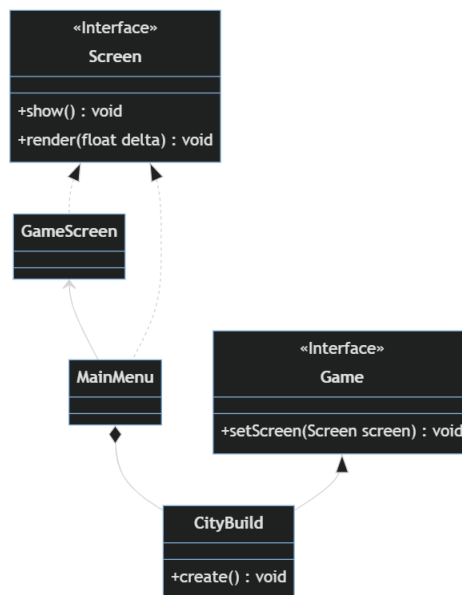 «Interface»
Screen
+show() : void
+render(float delta) : void
GameScreen
MainMenu
«Interface»
Game
+setScreen(Screen screen) : void
CityBuild
+create() : void